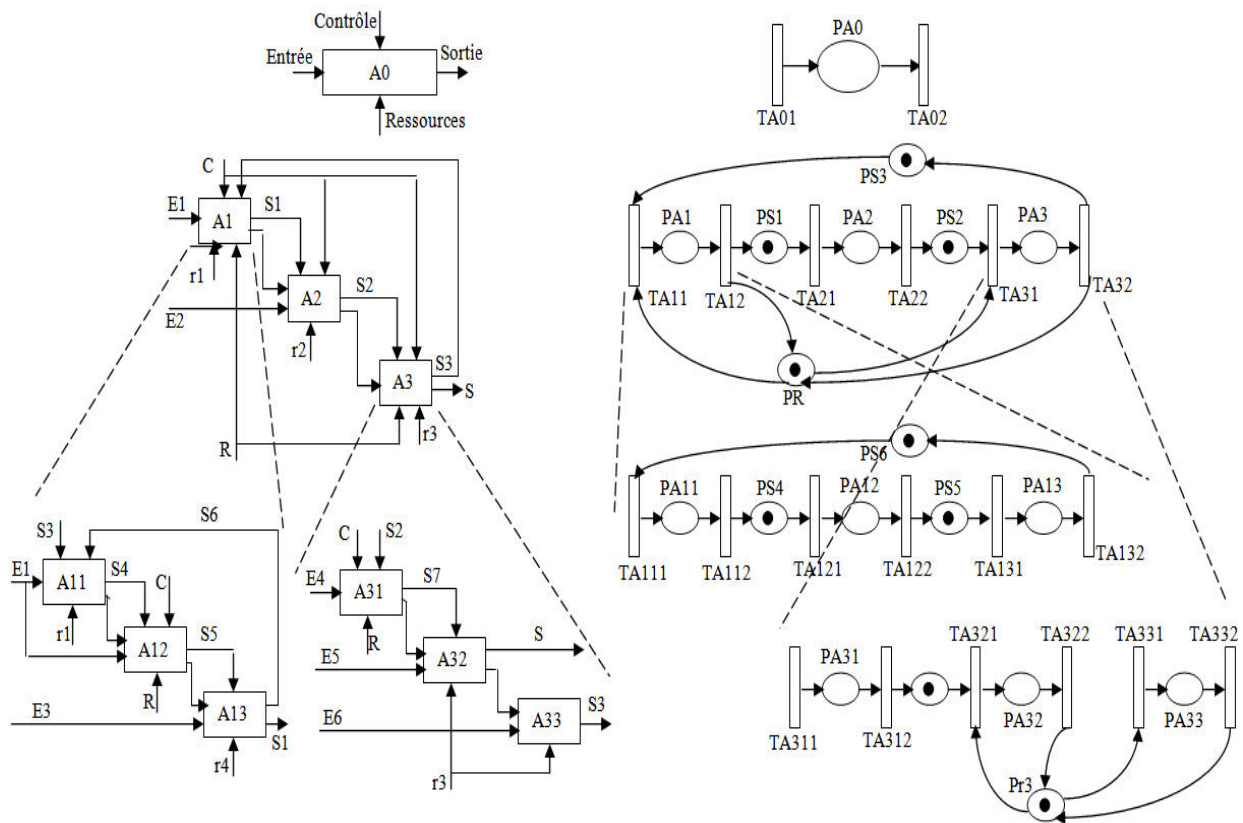 Contrôle
Entrée
A0
Sortie
Ressources
C
E1
A1
S1
r1
A2
S2
E2
r2
A3
S3
S
R
r3
S3
S6
E1
A11
S4
C
r1
A12
S5
R
E3
A13
S1
r4
C
S2
E4
A31
S7
R
A32
S
E5
E6
A33
S3
r3
PA0
TA01
TA02
PS3
PA1
PS1
PA2
PS2
PA3
TA11
TA12
TA21
TA22
TA31
TA32
PR
PS6
PA11
PS4
PA12
PS5
PA13
TA111
TA112
TA121
TA122
TA131
TA132
TA321
TA322
TA331
TA332
PA31
PA32
PA33
TA311
TA312
Pr3